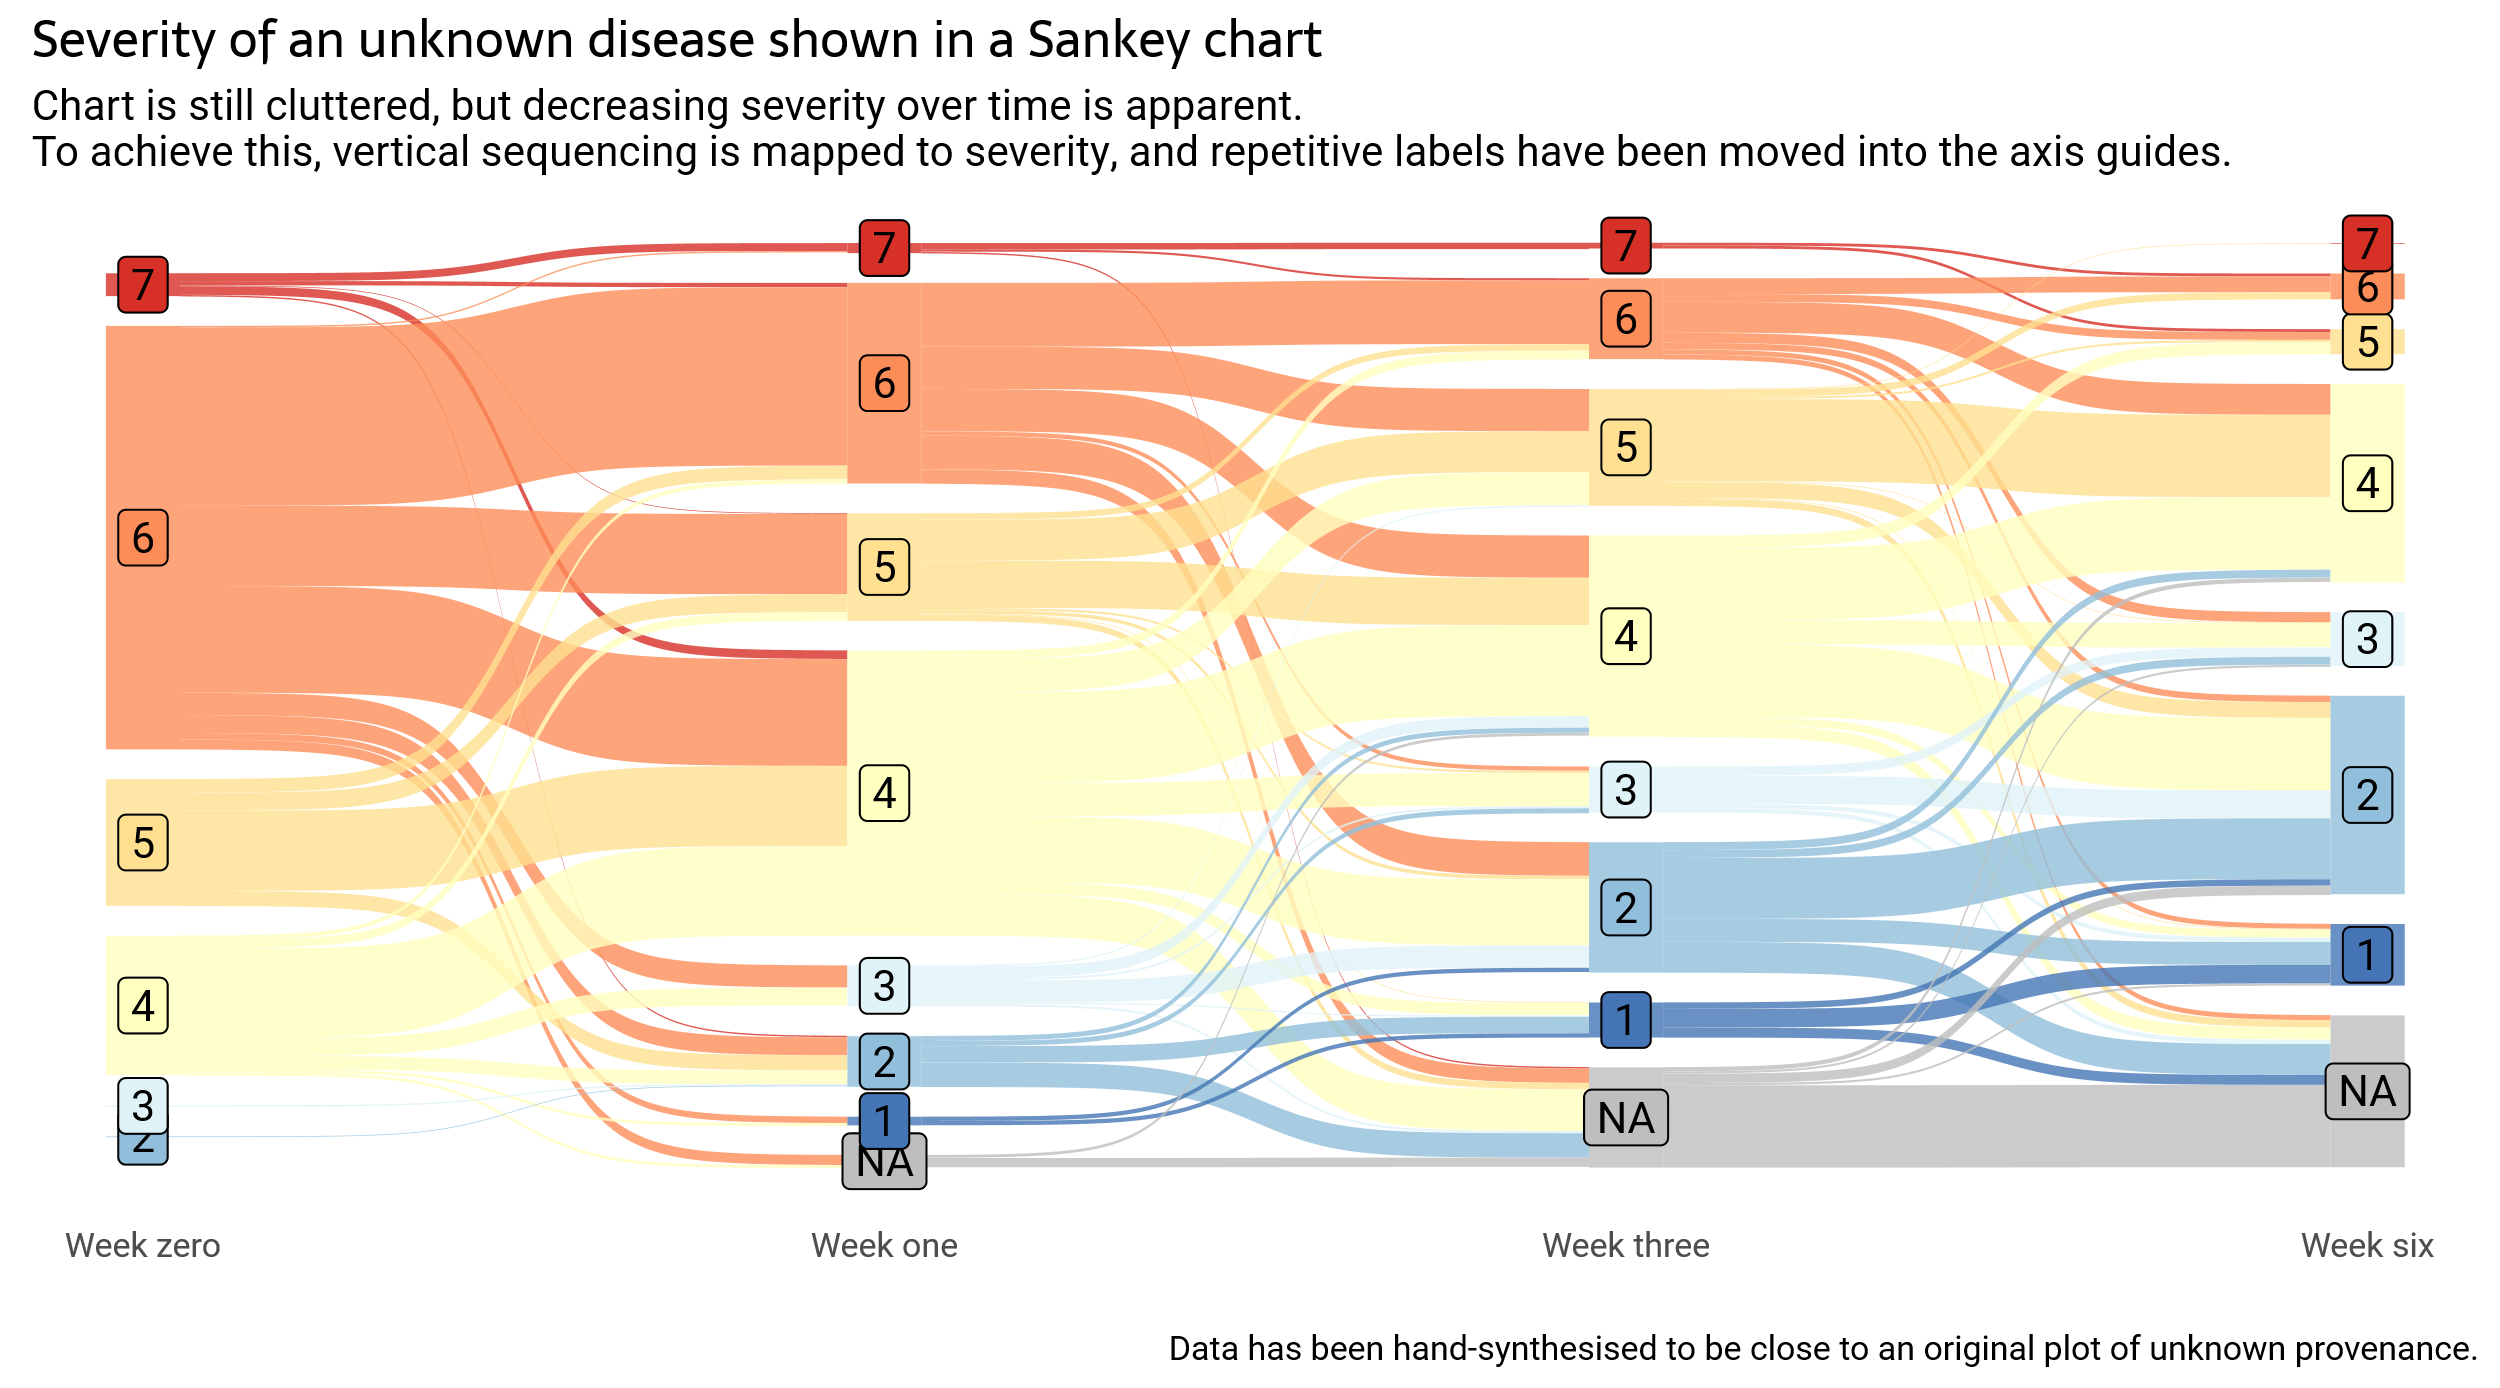 Severity of an unknown disease shown in a Sankey chart
Chart is still cluttered, but decreasing severity over time is apparent.
To achieve this, vertical sequencing is mapped to severity, and repetitive labels have been moved into the axis guides.
7
6
5
4
3
2
7
6
5
4
3
2
1
NA
7
6
5
4
3
2
1
NA
7
6
5
4
3
2
1
NA
Week zero
Week one
Week three
Week six
Data has been hand-synthesised to be close to an original plot of unknown provenance.